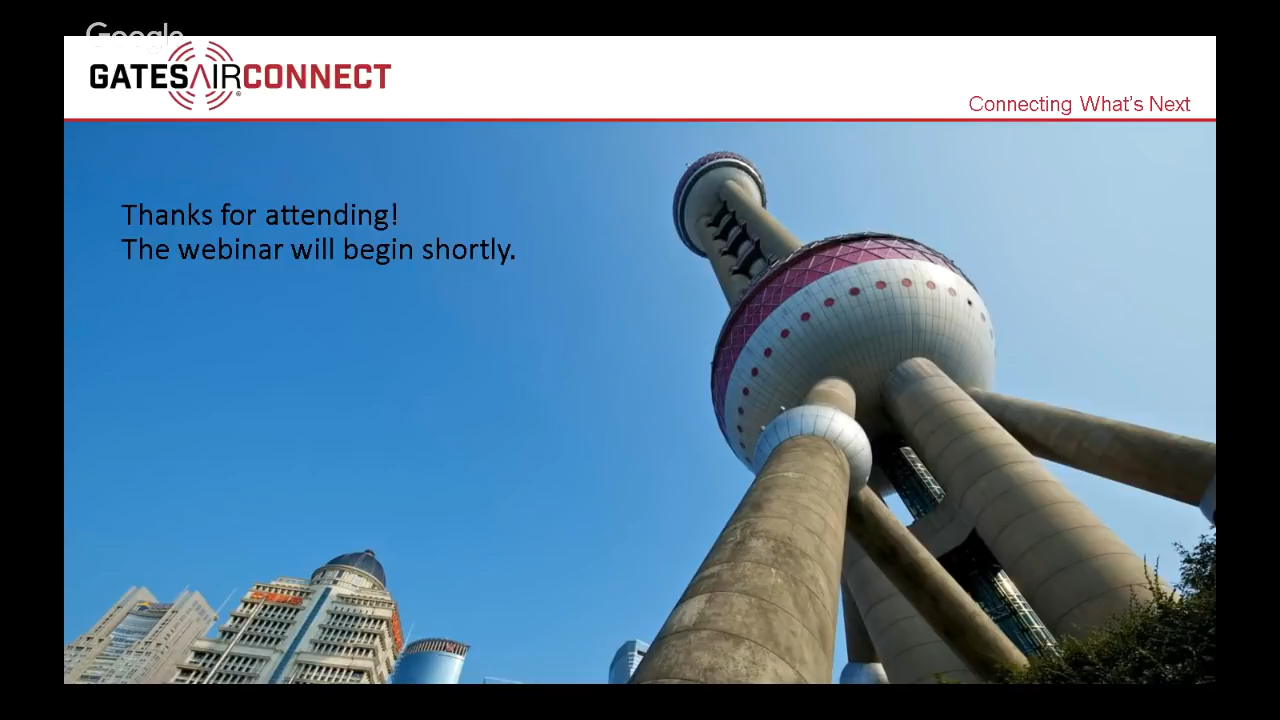 Google
GATESAIRCONNECT
Connecting What's Next
Thanks for attending!
The webinar will begin shortly.